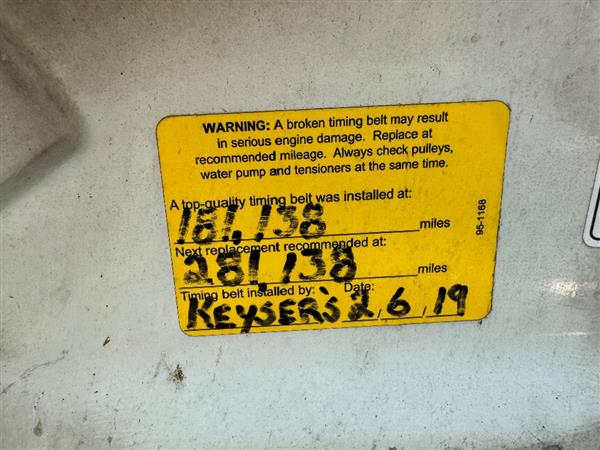 WARNING: A broken timing belt may result
in serious engine damage. Replace at
recommended mileage. Always check pulleys,
water pump and tensioners at the same time.
A top-quality timing belt was installed at:
181,138 miles
Next replacement recommended at:
281,138 miles
Timing belt installed by: Date:
KEYSER'S 2/6/19
95-1168